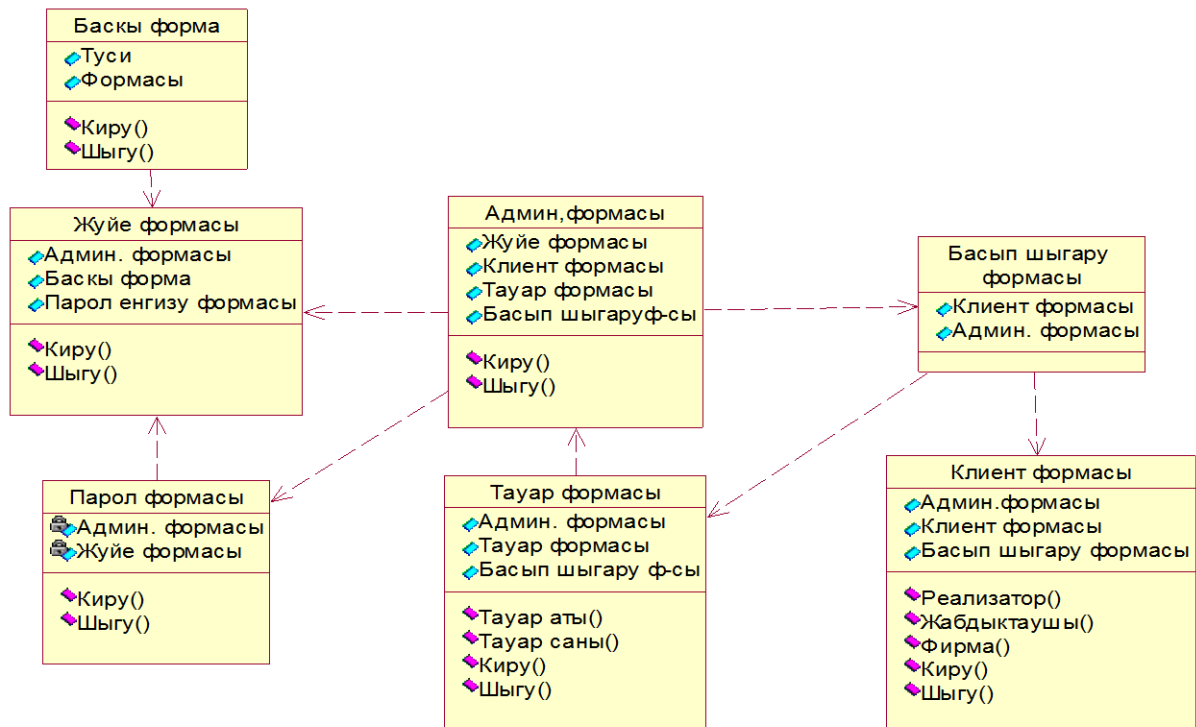 Баскы форма
Туси
Формасы
Киру()
Шыгу()
Жуйе формасы
Админ. формасы
Баскы форма
Парол енгизу формасы
Киру()
Шыгу()
Админ,формасы
Жуйе формасы
Клиент формасы
Тауар формасы
Басып шыгаруф-сы
Киру()
Шыгу()
Басып шыгару
формасы
Клиент формасы
Админ. формасы
Парол формасы
Админ. формасы
Жуйе формасы
Киру()
Шыгу()
Тауар формасы
Админ. формасы
Тауар формасы
Басып шыгару ф-сы
Тауар аты()
Тауар саны()
Киру()
Шыгу()
Клиент формасы
Админ.формасы
Клиент формасы
Басып шыгару формасы
Реализатор()
Жабдыктаушы()
Фирма()
Киру()
Шыгу()